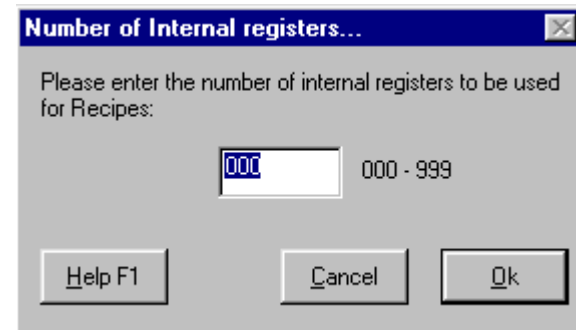 Number of Internal registers...
Please enter the number of internal registers to be used
for Recipes:
000 000 - 999
Help F1 Cancel Ok